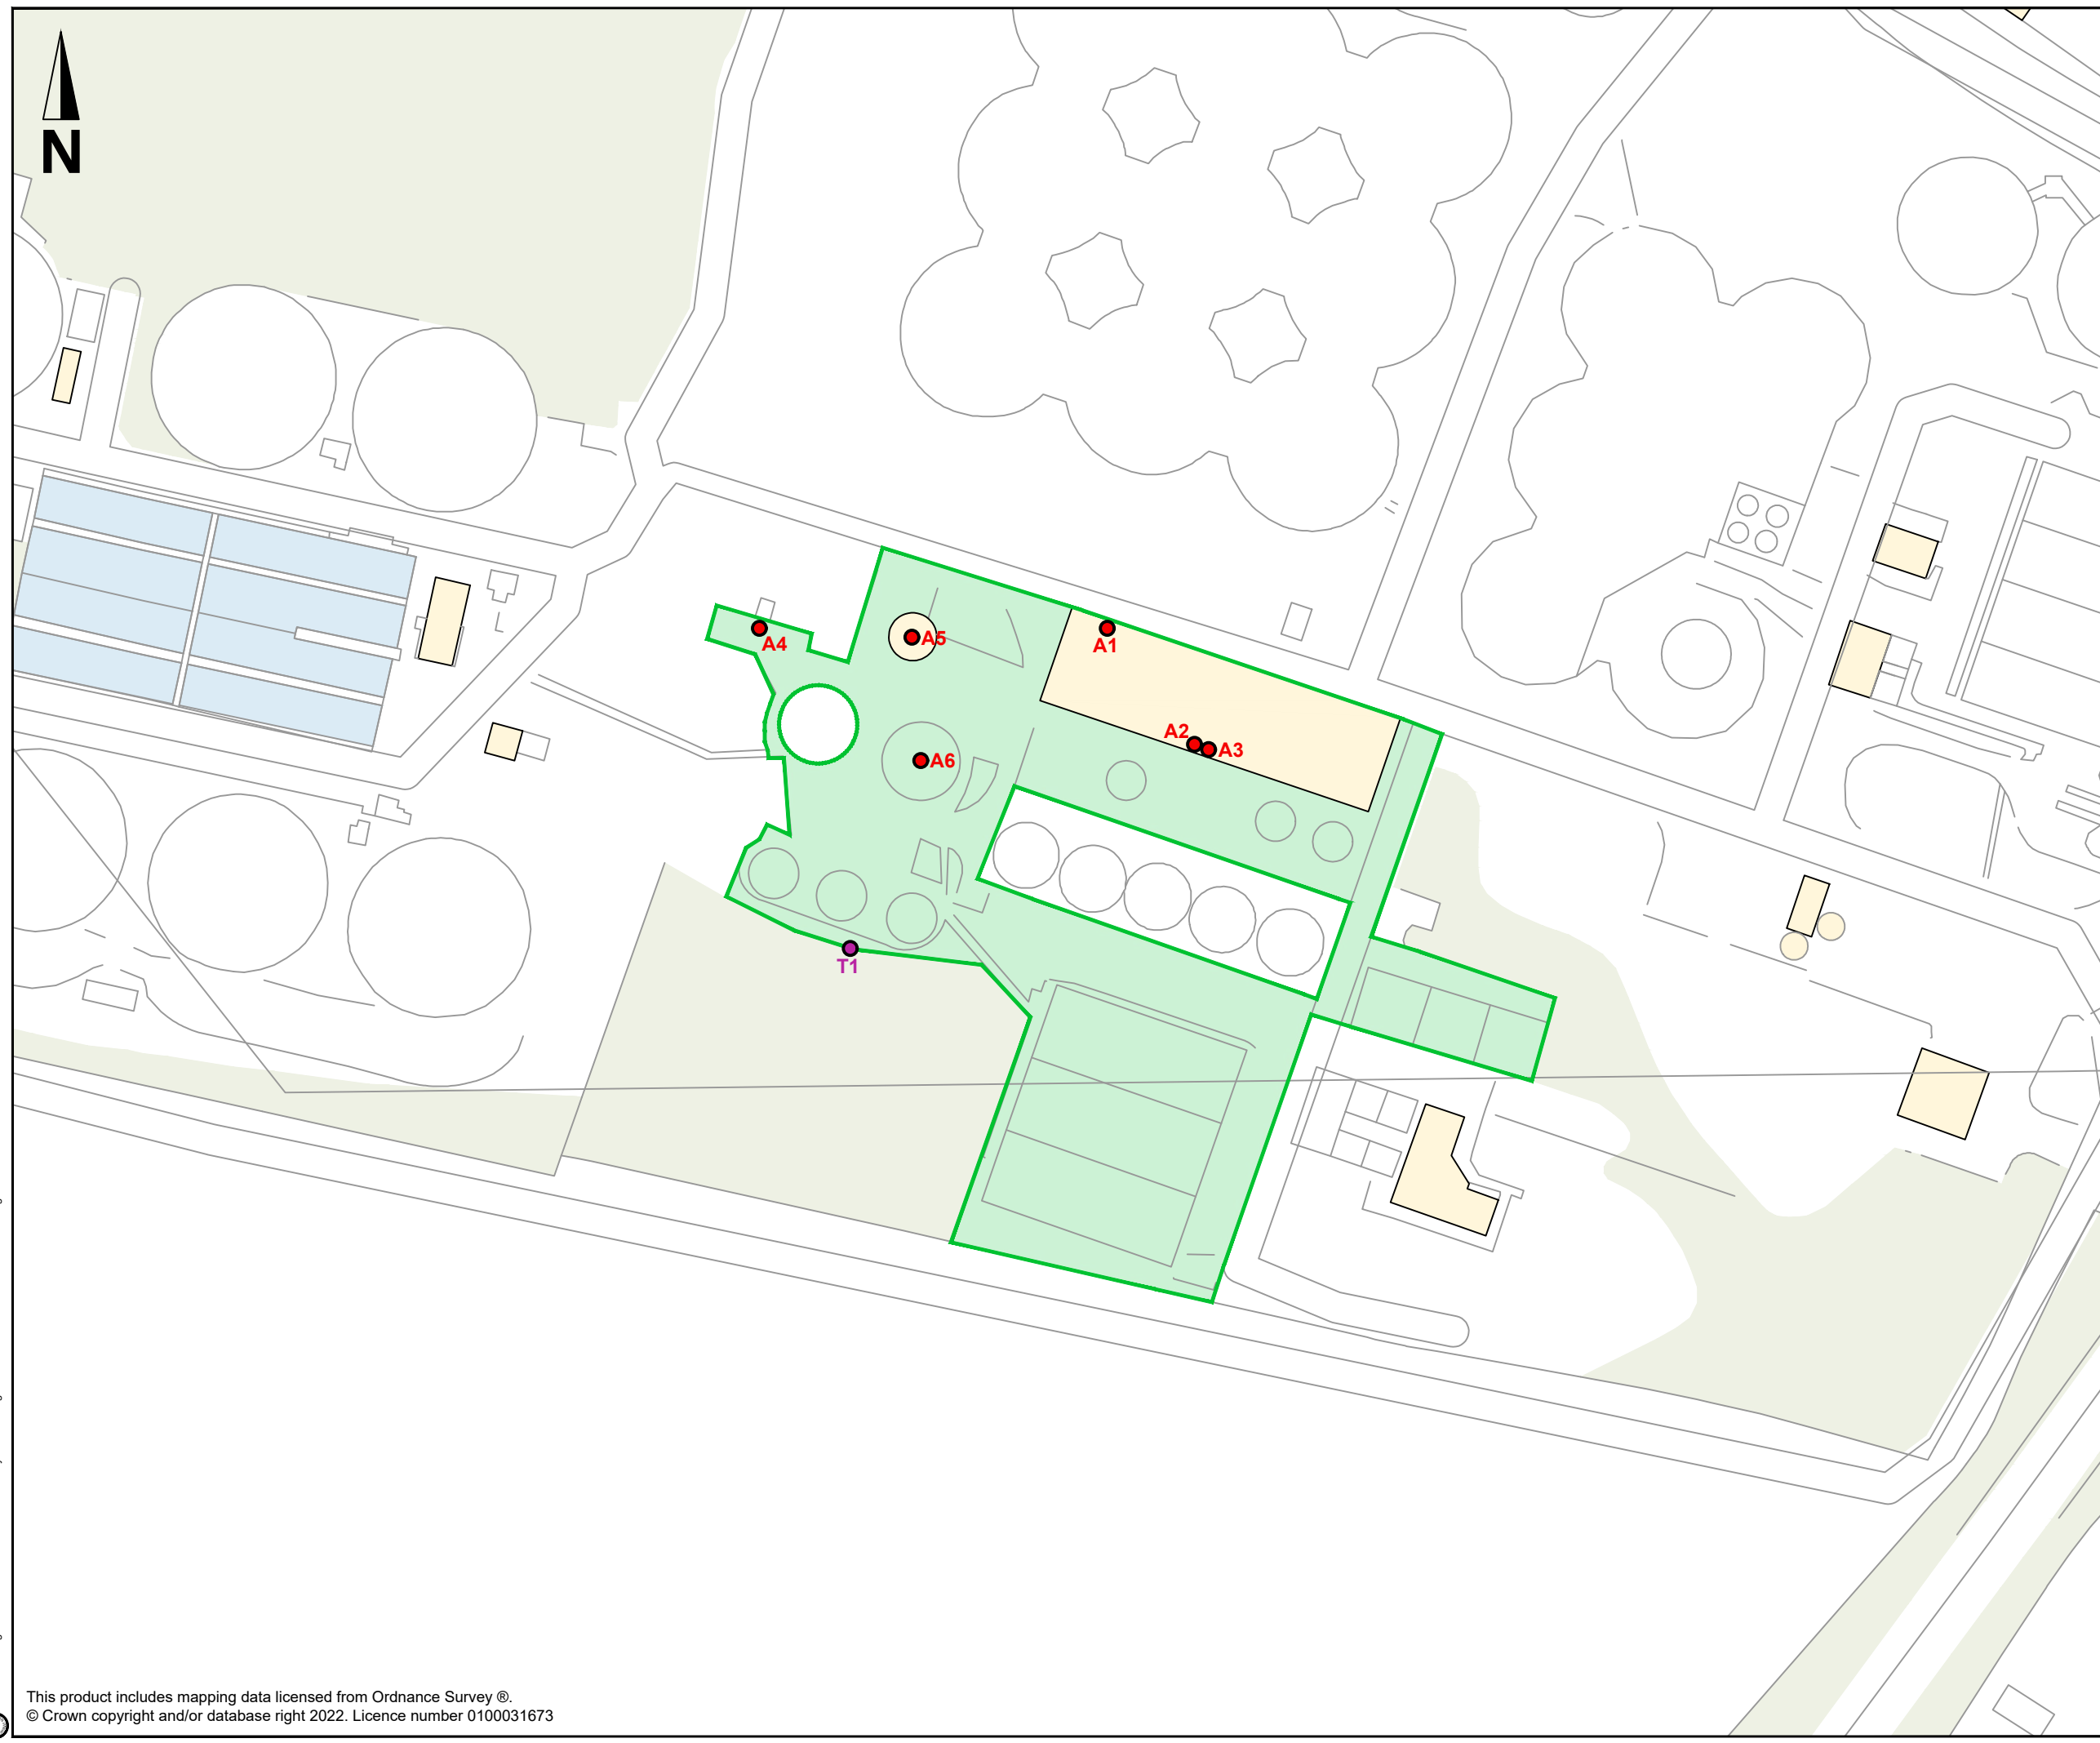 N
A4
A5
A1
A2
A3
A6
T1
This product includes mapping data licensed from Ordnance Survey ®.
© Crown copyright and/or database right 2022. Licence number 0100031673